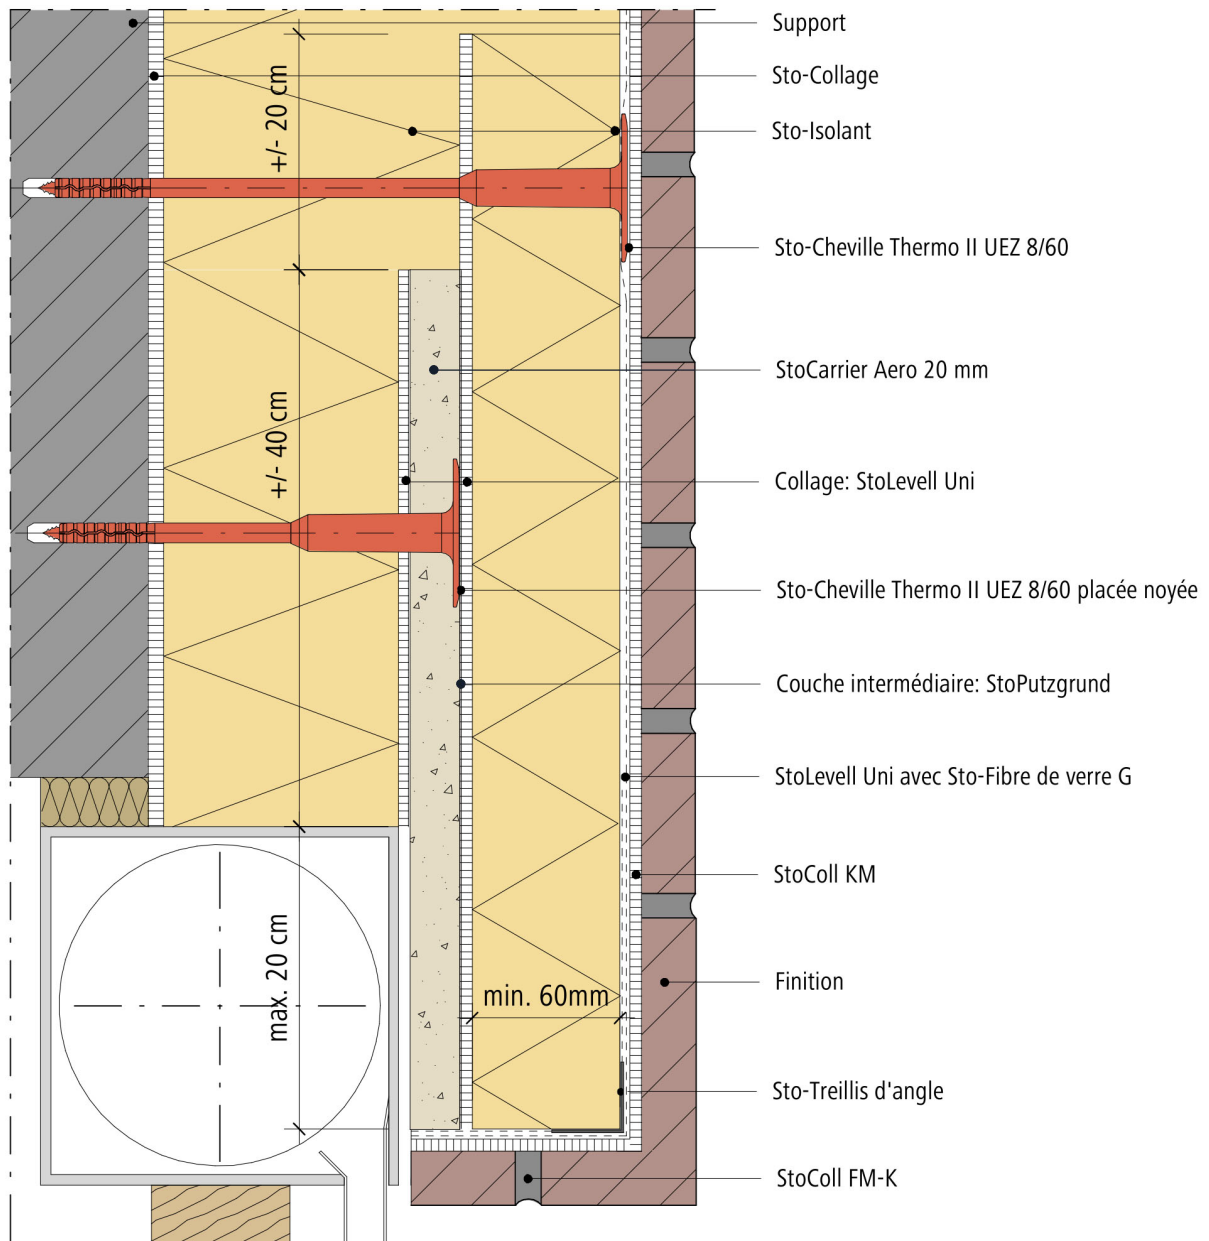 Support
Sto-Collage
Sto-Isolant
Sto-Cheville Thermo II UEZ 8/60
StoCarrier Aero 20 mm
Collage: StoLevell Uni
Sto-Cheville Thermo II UEZ 8/60 placée noyée
Couche intermédiaire: StoPutzgrund
StoLevell Uni avec Sto-Fibre de verre G
StoColl KM
Finition
Sto-Treillis d'angle
StoColl FM-K
+/- 20 cm
+/- 40 cm
max. 20 cm
min. 60mm